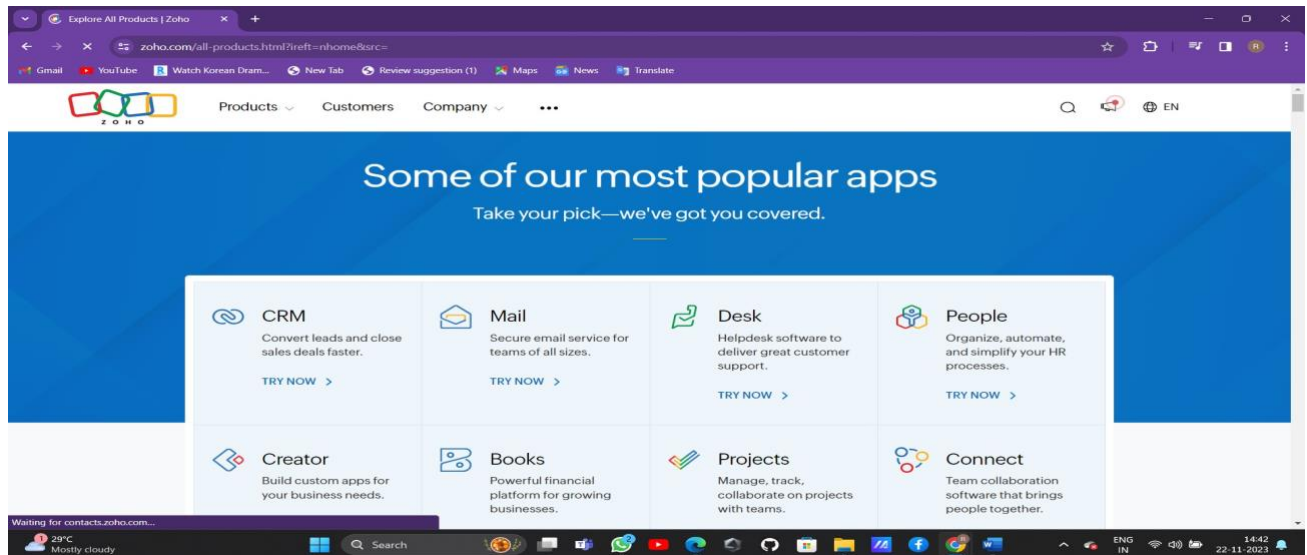 Explore All Products | Zoho
zoho.com/all-products.html?ireft=nhome&src=
R
Gmail
YouTube
R Watch Korean Dram...
New Tab
Review suggestion (1)
Maps
News
Translate
ZOHO
Products
Customers
Company
EN
Some of our most popular apps
Take your pick—we've got you covered.
CRM
Convert leads and close
sales deals faster.
TRY NOW >
Mail
Secure email service for
teams of all sizes.
TRY NOW >
Desk
Helpdesk software to
deliver great customer
support.
TRY NOW >
People
Organize, automate,
and simplify your HR
processes.
TRY NOW >
Creator
Build custom apps for
your business needs.
Books
Powerful financial
platform for growing
businesses.
Projects
Manage, track,
collaborate on projects
with teams.
Connect
Team collaboration
software that brings
people together.
Waiting for contacts.zoho.com...
1
29°C
Mostly cloudy
Search
2
W
ENG
IN
14:42
22-11-2023